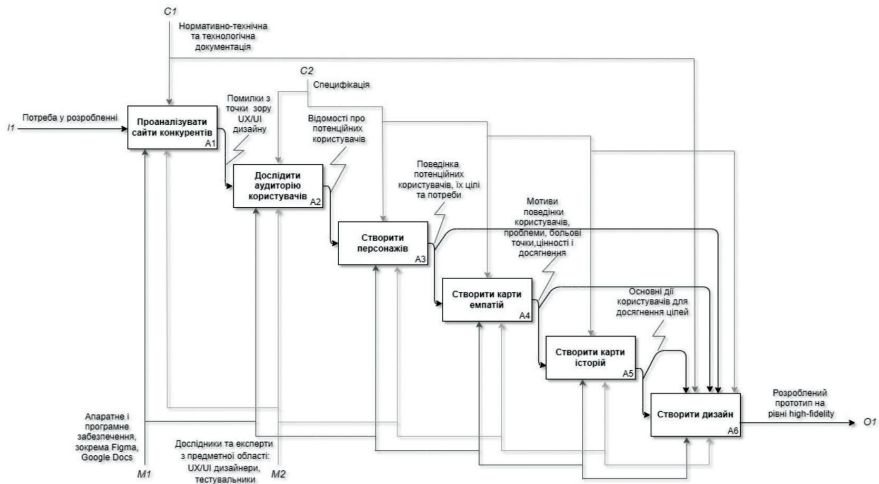 C1
Нормативно-технічна
та технологічна
документація
C2
Специфікація
Потреба у розробленні
I1
Проаналізувати
сайти конкурентів
A1
Помилки з
точки зору
UX/UI
дизайну
Відомості про
потенційних
користувачів
Дослідити
аудиторію
користувачів
A2
Поведінка
потенційних
користувачів, їх цілі
та потреби
Створити
персонажів
A3
Мотиви
поведінки
користувачів,
проблеми, больові
точки,цінності і
досягнення
Створити карти
емпатій
A4
Основні дії
користувачів для
досягнення цілей
Створити карти
історій
A5
Створити дизайн
A6
Розроблений
прототип на
рівні high-fidelity
O1
Апаратне і
програмне
забезпечення,
зокрема Figma,
Google Docs
M1
Дослідники та експерти
з предметної області:
UX/UI дизайнери,
тестувальники
M2